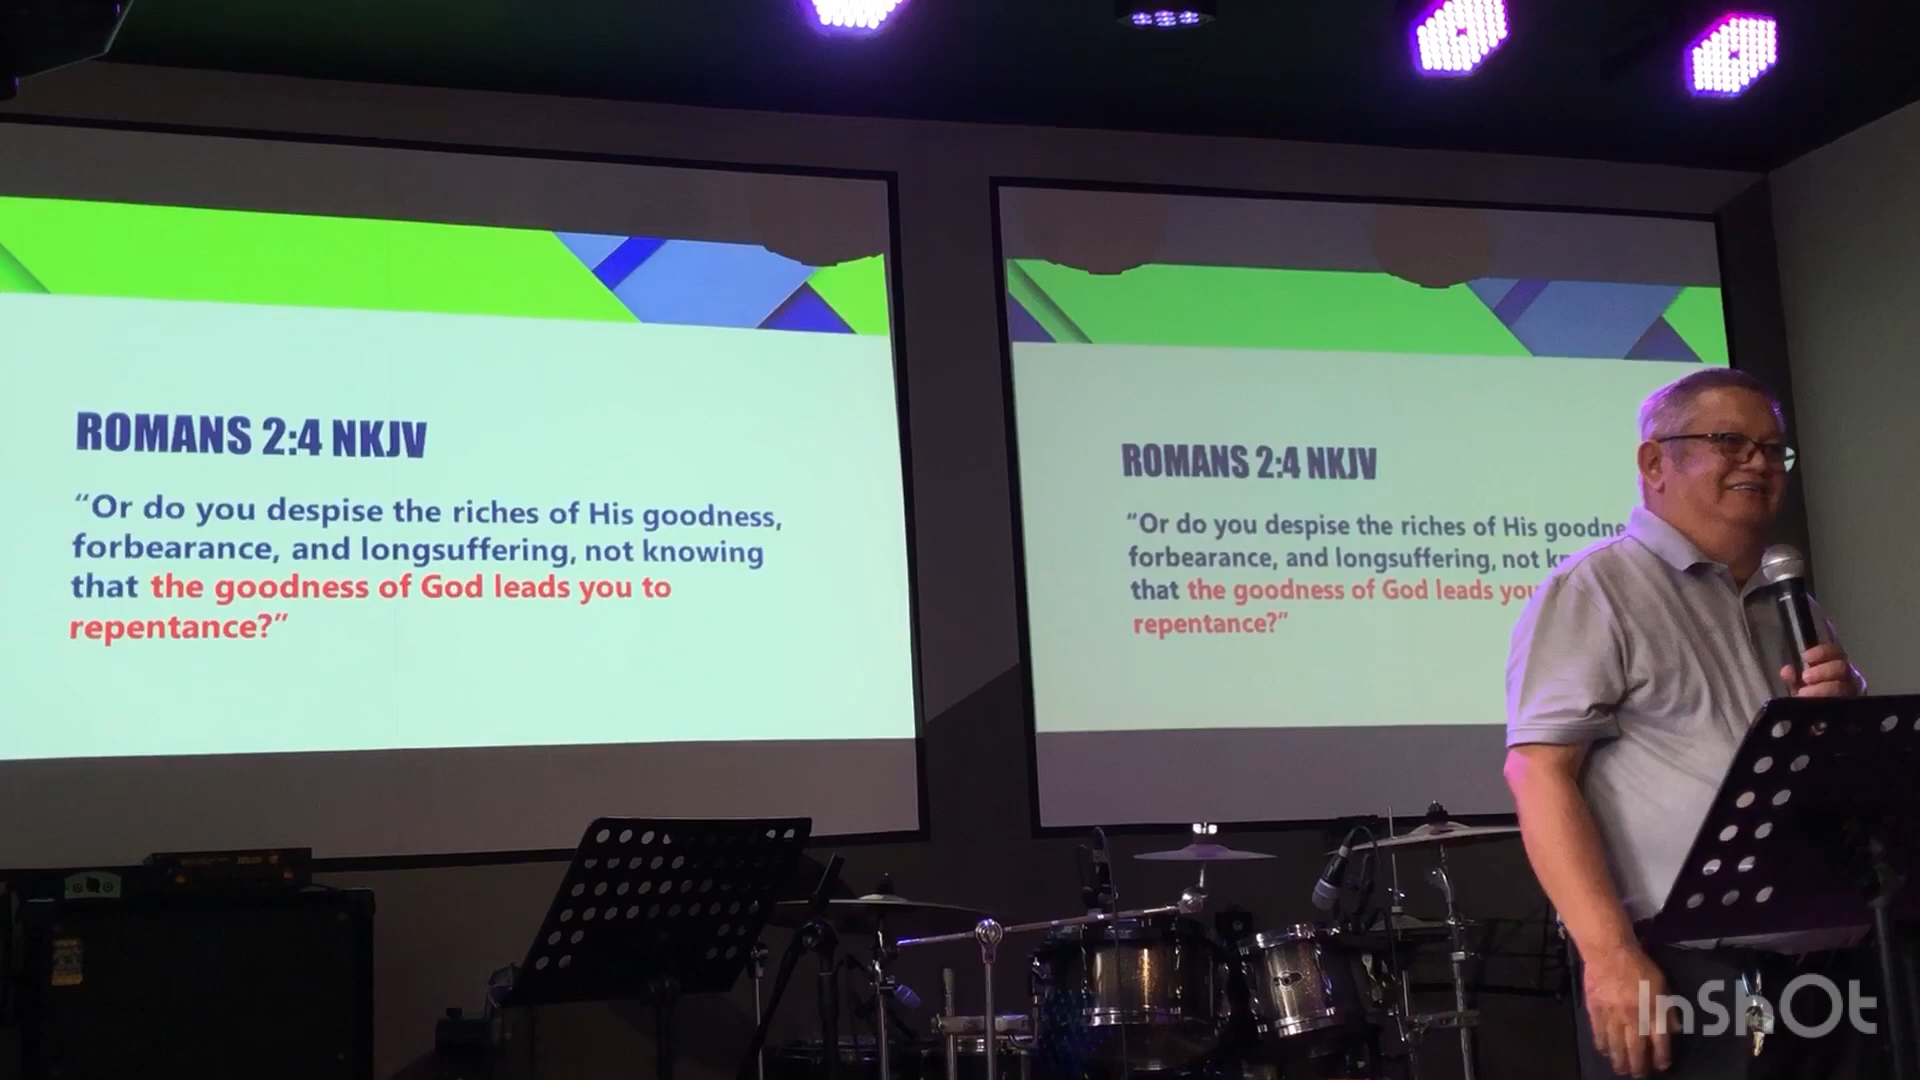 ROMANS 2:4 NKJV
"Or do you despise the riches of His goodness,
forbearance, and longsuffering, not knowing
that the goodness of God leads you to
repentance?"
ROMANS 2:4 NKJV
"Or do you despise the riches of His
forbearance, and longsuffering, not
that the goodness of God leads
repentance?"
InShOt